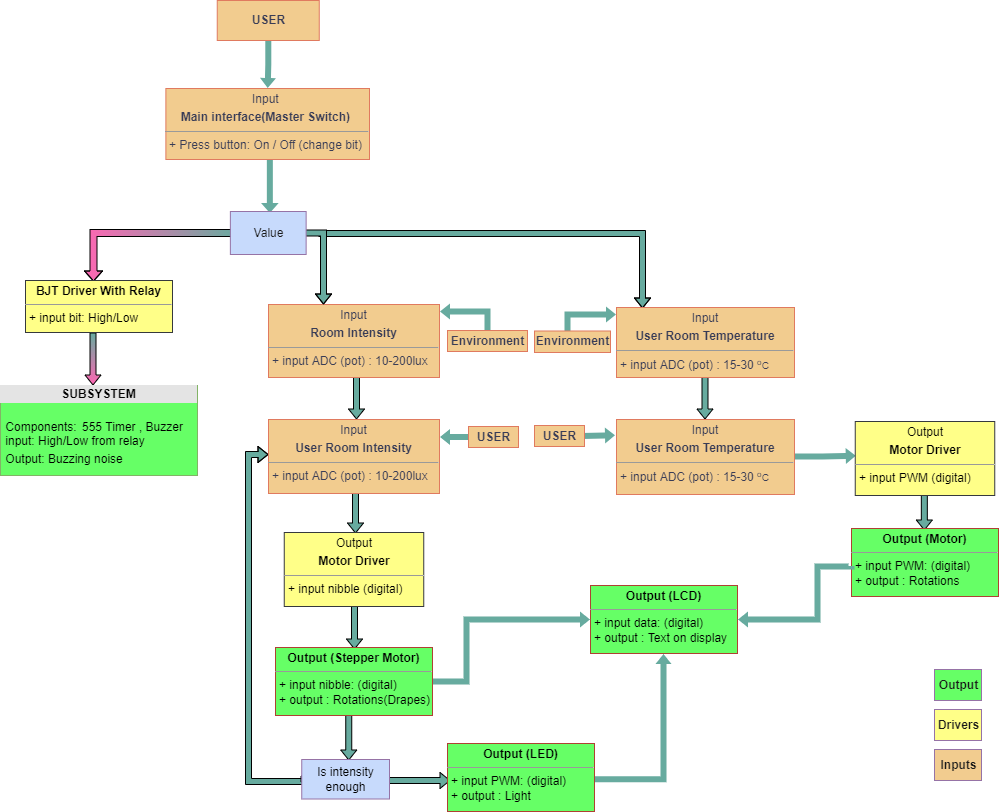 USER
Input
Main interface(Master Switch)
+ Press button: On / Off (change bit)
Value
BJT Driver With Relay
+ input bit: High/Low
SUBSYSTEM
Components: 555 Timer , Buzzer
input: High/Low from relay
Output: Buzzing noise
Input
Room Intensity
+ input ADC (pot) : 10-200lux
Environment
Environment
Input
User Room Temperature
+ input ADC (pot) : 15-30 ºC
Input
User Room Intensity
+ input ADC (pot) : 10-200lux
USER
USER
Input
User Room Temperature
+ input ADC (pot) : 15-30 ºC
Output
Motor Driver
+ input PWM (digital)
Output
Motor Driver
+ input nibble (digital)
Output (Motor)
+ input PWM: (digital)
+ output : Rotations
Output (LCD)
+ input data: (digital)
+ output : Text on display
Output (Stepper Motor)
+ input nibble: (digital)
+ output : Rotations(Drapes)
Is intensity
enough
Output (LED)
+ input PWM: (digital)
+ output : Light
Output
Drivers
Inputs